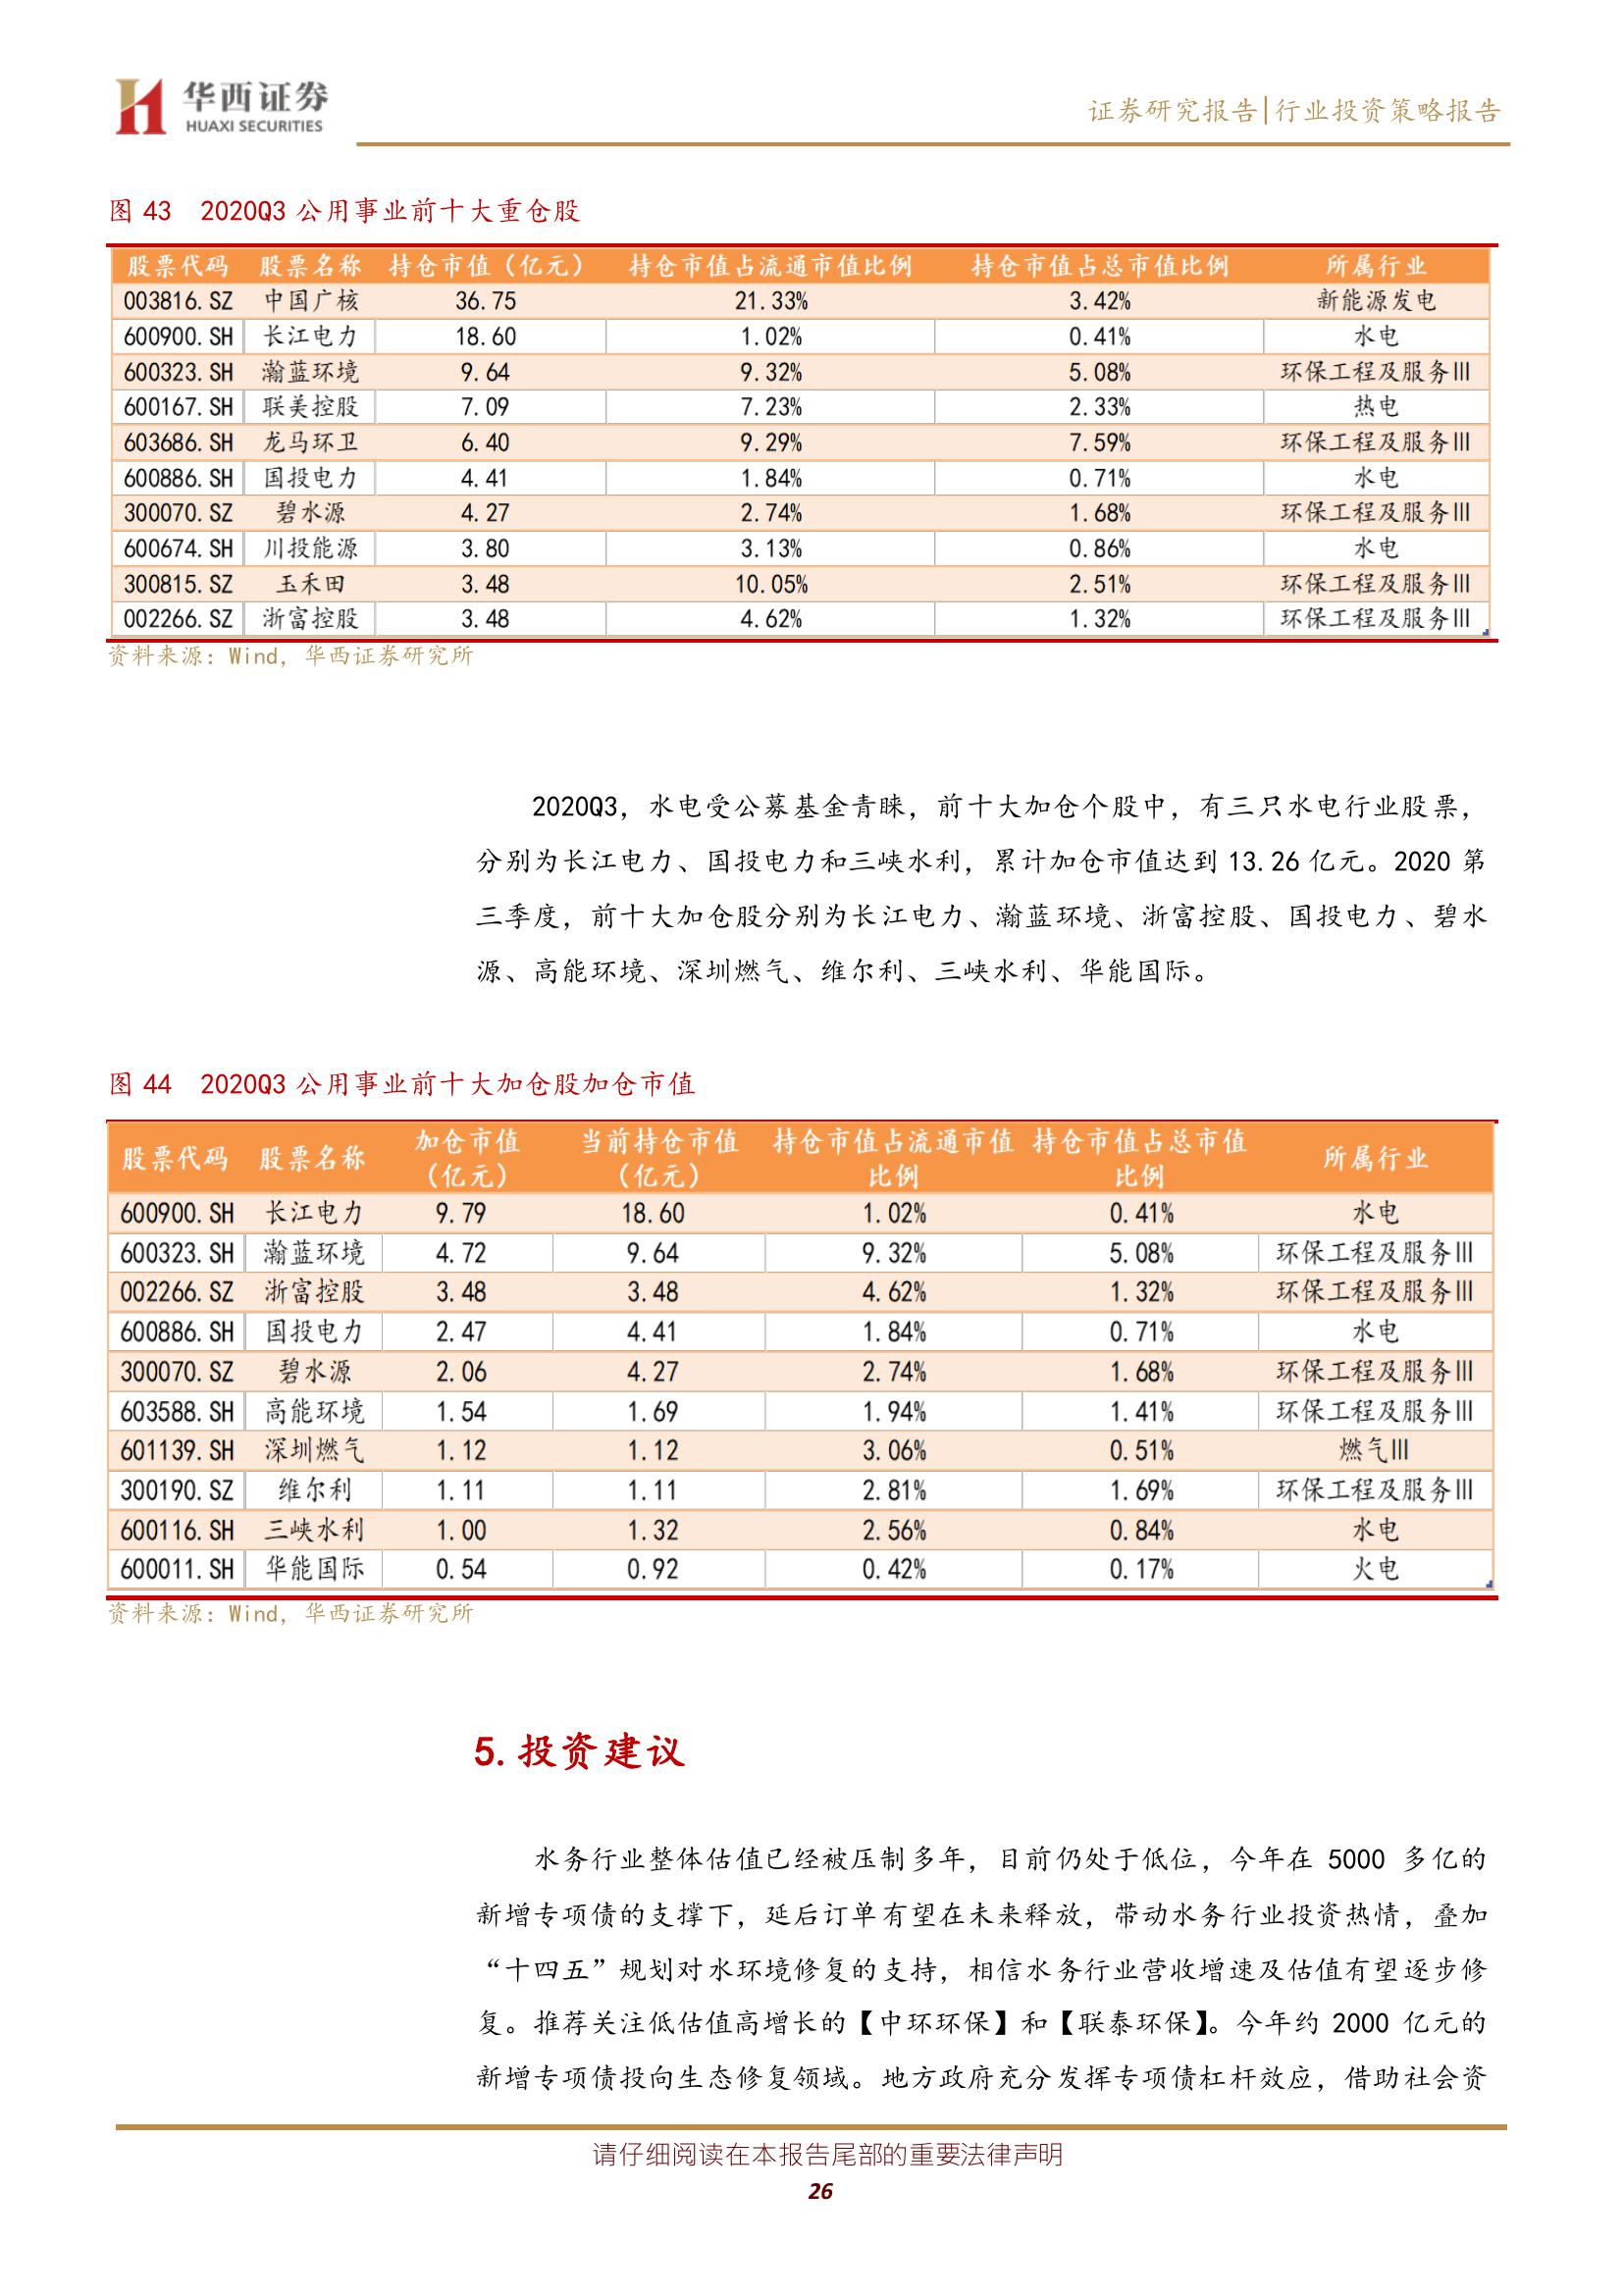 华西证券
HUAXI SECURITIES
证券研究报告|行业投资策略报告
图 43 2020Q3 公用事业前十大重仓股
股票代码 股票名称 持仓市值（亿元） 持仓市值占流通市值比例 持仓市值占总市值比例 所属行业
003816.SZ 中国广核 36.75 21.33% 3.42% 新能源发电
600900.SH 长江电力 18.60 1.02% 0.41% 水电
600323.SH 瀚蓝环境 9.64 9.32% 5.08% 环保工程及服务Ⅲ
600167.SH 联美控股 7.09 7.23% 2.33% 热电
603686.SH 龙马环卫 6.40 9.29% 7.59% 环保工程及服务Ⅲ
600886.SH 国投电力 4.41 1.84% 0.71% 水电
300070.SZ 碧水源 4.27 2.74% 1.68% 环保工程及服务Ⅲ
600674.SH 川投能源 3.80 3.13% 0.86% 水电
300815.SZ 玉禾田 3.48 10.05% 2.51% 环保工程及服务Ⅲ
002266.SZ 浙富控股 3.48 4.62% 1.32% 环保工程及服务Ⅲ
资料来源：Wind，华西证券研究所
2020Q3，水电受公募基金青睐，前十大加仓个股中，有三只水电行业股票，
分别为长江电力、国投电力和三峡水利，累计加仓市值达到 13.26 亿元。2020 第
三季度，前十大加仓股分别为长江电力、瀚蓝环境、浙富控股、国投电力、碧水
源、高能环境、深圳燃气、维尔利、三峡水利、华能国际。
图 44 2020Q3 公用事业前十大加仓股加仓市值
股票代码 股票名称 加仓市值（亿元） 当前持仓市值（亿元） 持仓市值占流通市值比例 持仓市值占总市值比例 所属行业
600900.SH 长江电力 9.79 18.60 1.02% 0.41% 水电
600323.SH 瀚蓝环境 4.72 9.64 9.32% 5.08% 环保工程及服务Ⅲ
002266.SZ 浙富控股 3.48 3.48 4.62% 1.32% 环保工程及服务Ⅲ
600886.SH 国投电力 2.47 4.41 1.84% 0.71% 水电
300070.SZ 碧水源 2.06 4.27 2.74% 1.68% 环保工程及服务Ⅲ
603588.SH 高能环境 1.54 1.69 1.94% 1.41% 环保工程及服务Ⅲ
601139.SH 深圳燃气 1.12 1.12 3.06% 0.51% 燃气Ⅲ
300190.SZ 维尔利 1.11 1.11 2.81% 1.69% 环保工程及服务Ⅲ
600116.SH 三峡水利 1.00 1.32 2.56% 0.84% 水电
600011.SH 华能国际 0.54 0.92 0.42% 0.17% 火电
资料来源：Wind，华西证券研究所
5.投资建议
水务行业整体估值已经被压制多年，目前仍处于低位，今年在 5000 多亿的
新增专项债的支撑下，延后订单有望在未来释放，带动水务行业投资热情，叠加
“十四五”规划对水环境修复的支持，相信水务行业营收增速及估值有望逐步修
复。推荐关注低估值高增长的【中环环保】和【联泰环保】。今年约 2000 亿元的
新增专项债投向生态修复领域。地方政府充分发挥专项债杠杆效应，借助社会资
请仔细阅读在本报告尾部的重要法律声明
26